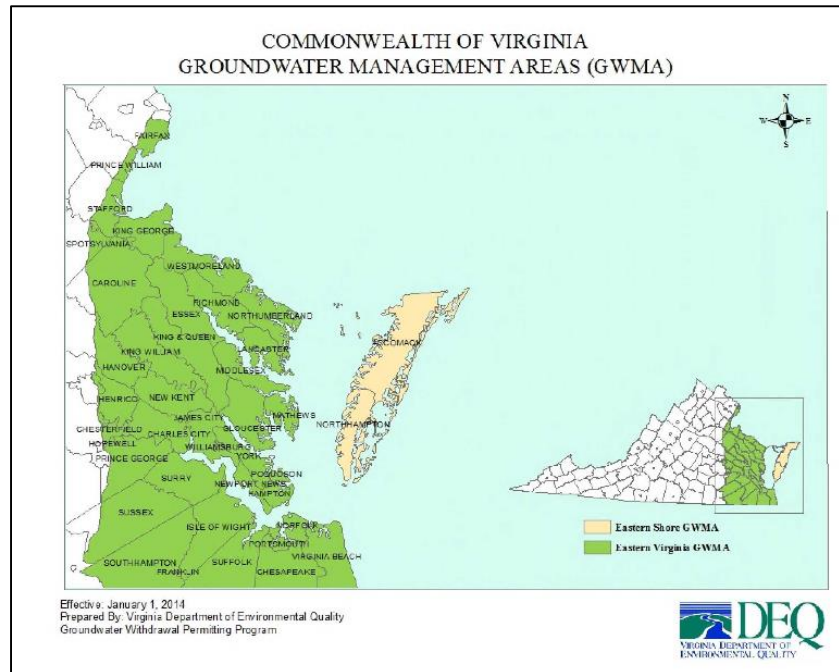 COMMONWEALTH OF VIRGINIA
GROUNDWATER MANAGEMENT AREAS (GWMA)
N
W E
S
FAIRFAX
PRINCE WILLIAM
STAFFORD
KING GEORGE
SPOTSYLVANIA
WESTMORELAND
CAROLINE
RICHMOND
ESSEX
NORTHUMBERLAND
KING & QUEEN
LANCASTER
KING WILLIAM
HANOVER
MIDDLESEX
ACCOMACK
HENRICO
NEW KENT
MATHEWS
JAMES CITY
GLOUCESTER
NORTHHAMPTON
CHESTERFIELD
CHARLES CITY
HOPEWELL
WILLIAMSBURG
YORK
PRINCE GEORGE
POQUOSON
SURRY
NEWPORT NEWS
HAMPTON
SUSSEX
ISLE OF WIGHT
NORFOLK
PORTSMOUTH
VIRGINIA BEACH
SOUTHHAMPTON
SUFFOLK
FRANKLIN
CHESAPEAKE
Eastern Shore GWMA
Eastern Virginia GWMA
Effective: January 1, 2014
Prepared By: Virginia Department of Environmental Quality
Groundwater Withdrawal Permitting Program
DEQ
VIRGINIA DEPARTMENT OF
ENVIRONMENTAL QUALITY